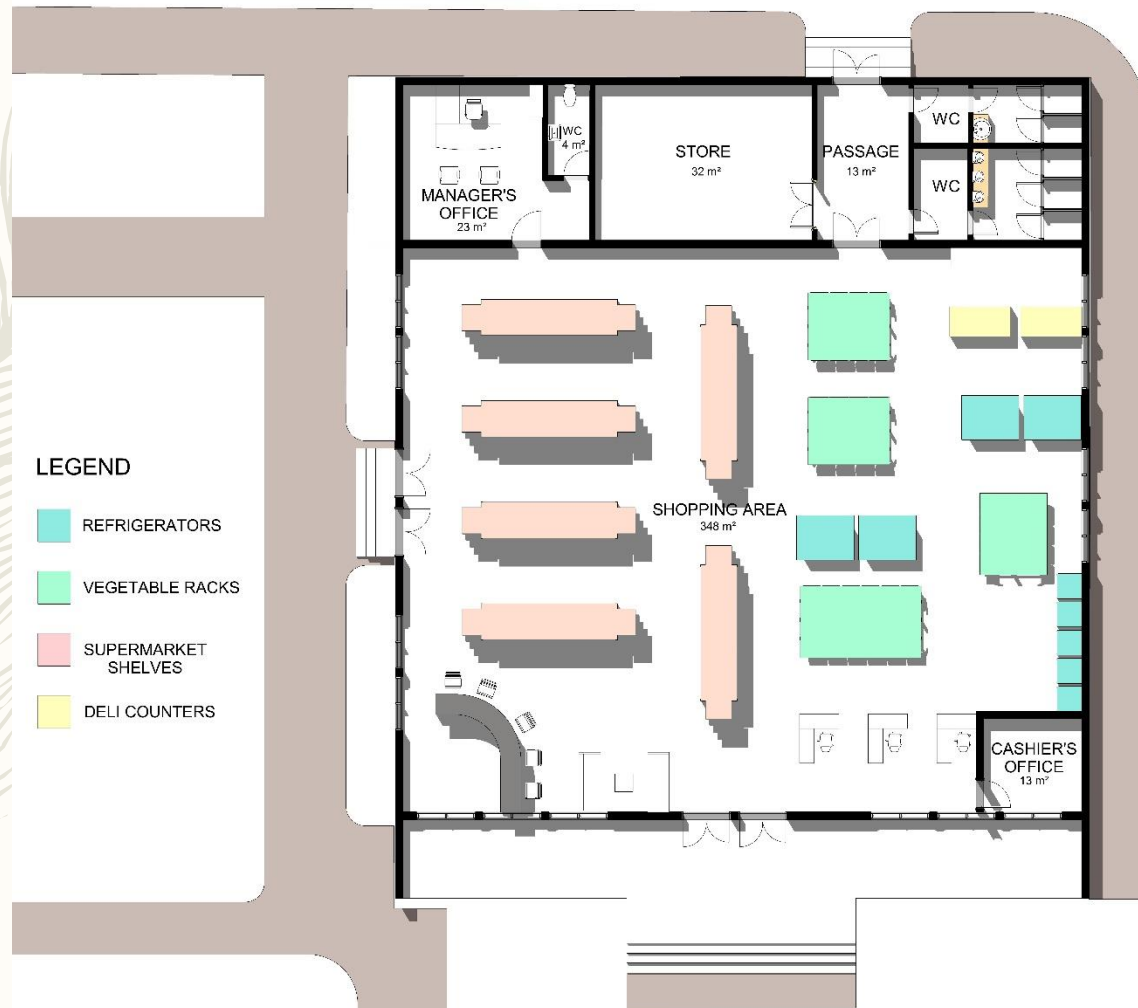 WC
4 m²
STORE
32 m²
PASSAGE
13 m²
WC
WC
MANAGER'S
OFFICE
23 m²
SHOPPING AREA
348 m²
LEGEND
REFRIGERATORS
VEGETABLE RACKS
SUPERMARKET
SHELVES
DELI COUNTERS
CASHIER'S
OFFICE
13 m²